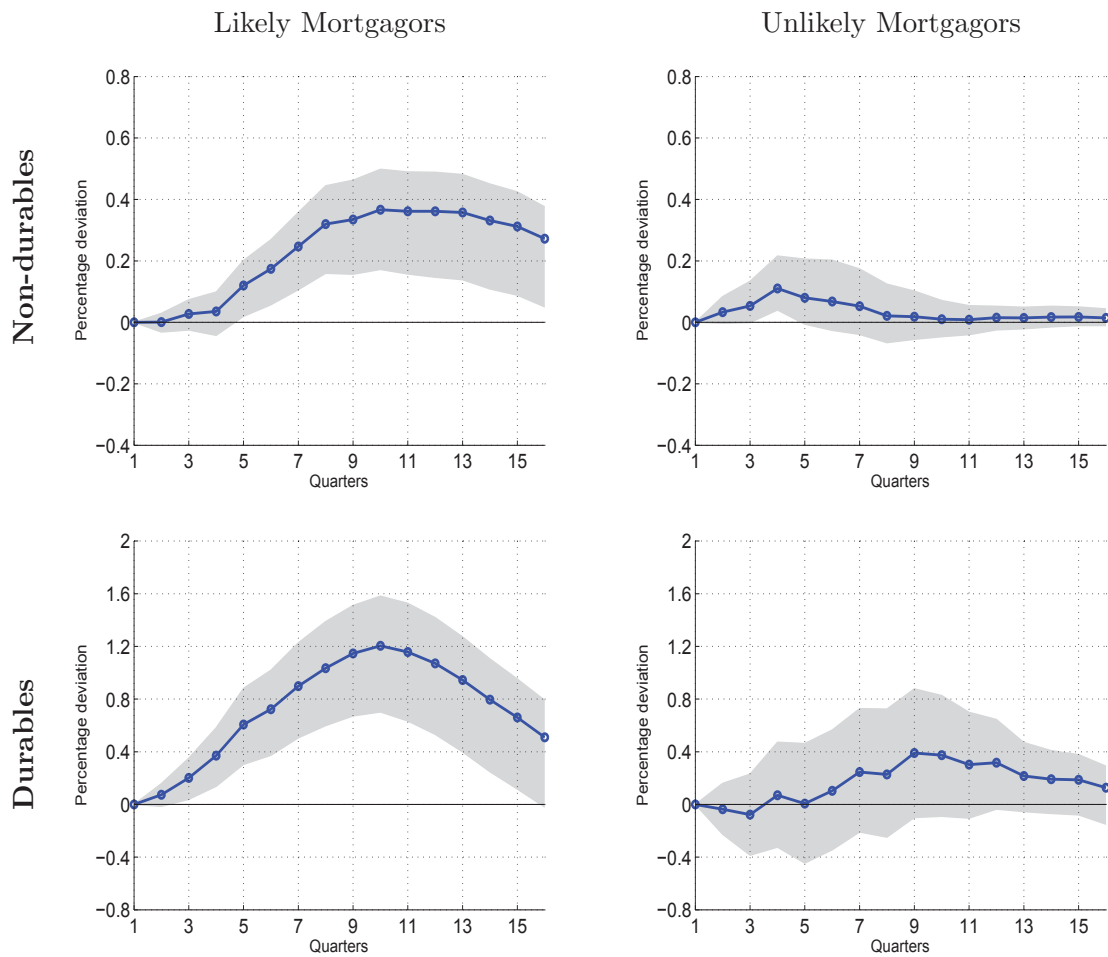 Likely Mortgagors
Unlikely Mortgagors
Non-durables
Percentage deviation
0.8
0.6
0.4
0.2
0
−0.2
−0.4
1 3 5 7 9 11 13 15
Quarters
Percentage deviation
0.8
0.6
0.4
0.2
0
−0.2
−0.4
1 3 5 7 9 11 13 15
Quarters
Durables
Percentage deviation
2
1.6
1.2
0.8
0.4
0
−0.4
−0.8
1 3 5 7 9 11 13 15
Quarters
Percentage deviation
2
1.6
1.2
0.8
0.4
0
−0.4
−0.8
1 3 5 7 9 11 13 15
Quarters